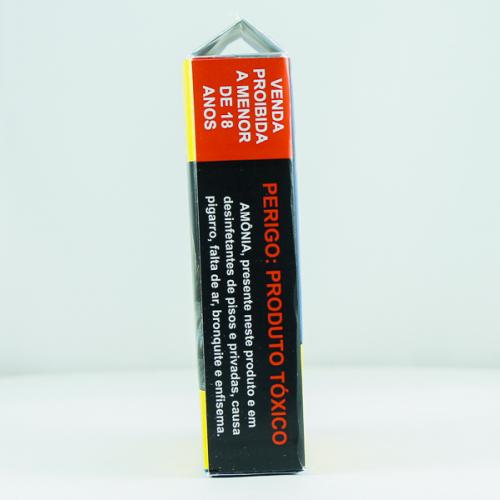 VENDA
PROIBIDA
A MENOR
DE 18
ANOS
PERIGO: PRODUTO TÓXICO
AMÔNIA, presente neste produto e em
desinfetantes de pisos e privadas, causa
pigarro, falta de ar, bronquite e enfisema.